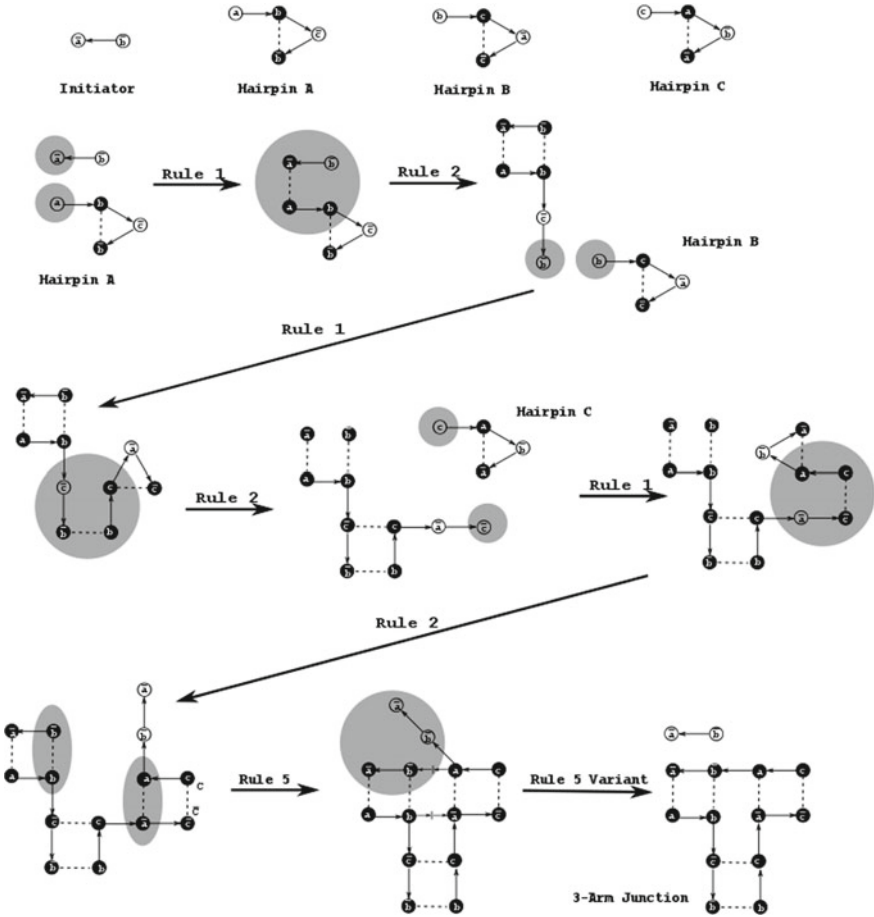 a b b c c a
ā b̄ c̄ ā b̄
b̄ c̄ ā
Initiator Hairpin A Hairpin B Hairpin C
ā b̄
ā b̄ Rule 1 ā b̄ Rule 2 a b
a b a b c̄
c̄ c̄ Hairpin B
b̄ b̄ b̄ b c
Hairpin A ā
c̄
Rule 1
ā b̄ Hairpin C
ā b̄ c a ā b̄ ā
a b ā b̄ b̄
a b ā a b a c
c̄ c c̄ Rule 2 Rule 1
c̄ c ā c̄ c̄ c ā c̄
b̄ b b̄ b b̄ b
Rule 2
ā ā
ā b̄ b̄ b̄
a b a c C Rule 5 ā b̄ a c Rule 5 Variant ā b̄ a c
C̄
c̄ c ā c̄ a b ā c̄ a b ā c̄
b̄ b c̄ c c̄ c
b̄ b b̄ b
ā b̄
3-Arm Junction